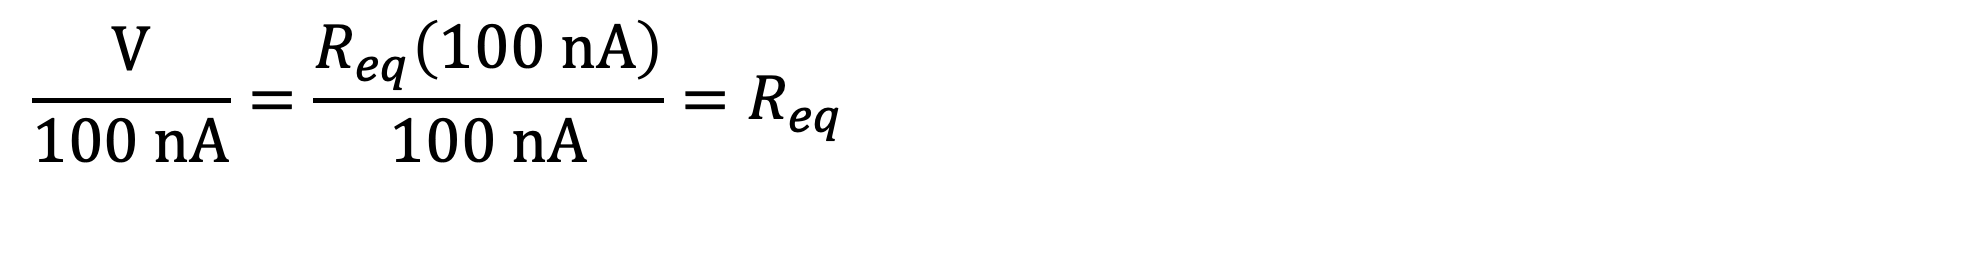 V/100 nA = R_eq(100 nA)/100 nA = R_eq